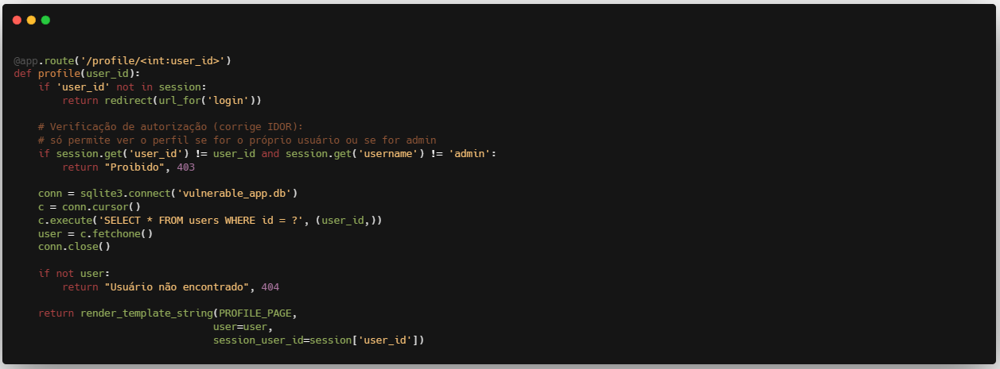 @app.route('/profile/<int:user_id>')
def profile(user_id):
    if 'user_id' not in session:
        return redirect(url_for('login'))

    # Verificação de autorização (corrige IDOR):
    # só permite ver o perfil se for o próprio usuário ou se for admin
    if session.get('user_id') != user_id and session.get('username') != 'admin':
        return "Proibido", 403

    conn = sqlite3.connect('vulnerable_app.db')
    c = conn.cursor()
    c.execute('SELECT * FROM users WHERE id = ?', (user_id,))
    user = c.fetchone()
    conn.close()

    if not user:
        return "Usuário não encontrado", 404

    return render_template_string(PROFILE_PAGE,
                                 user=user,
                                 session_user_id=session['user_id'])